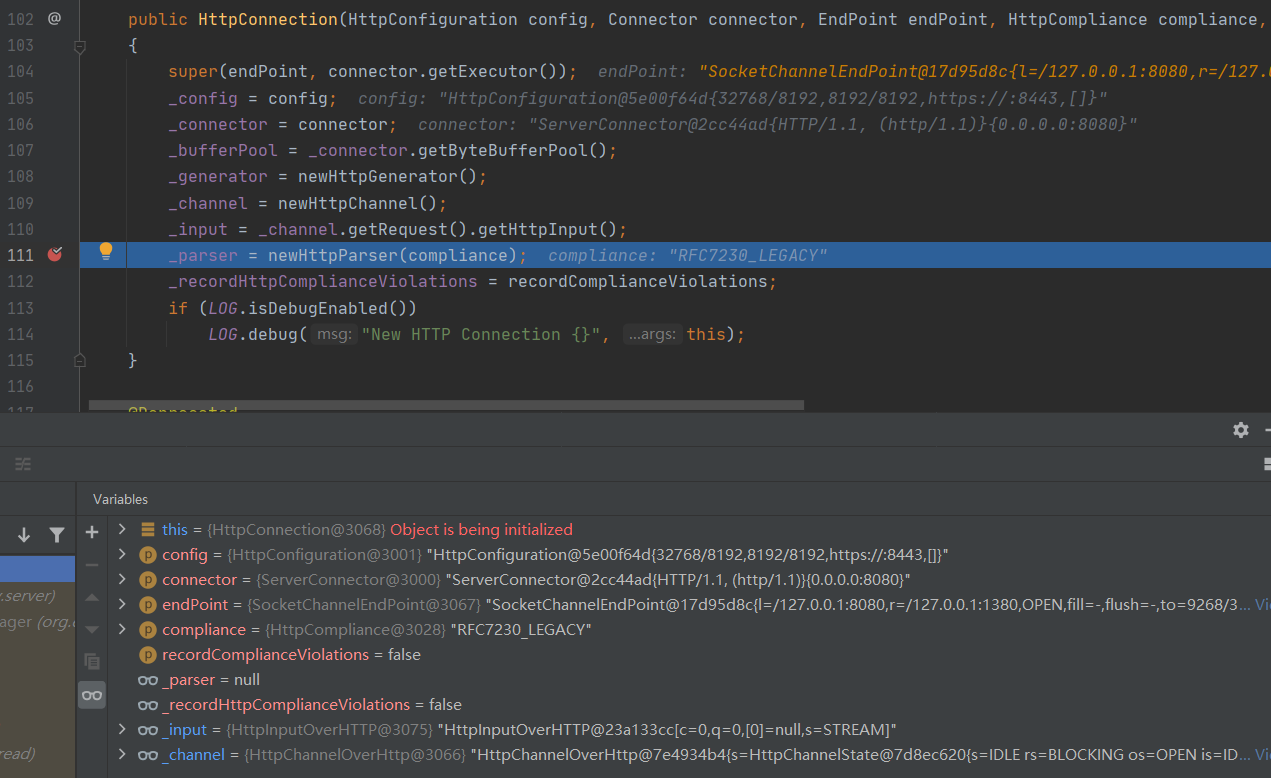 102 @ public HttpConnection(HttpConfiguration config, Connector connector, EndPoint endPoint, HttpCompliance compliance,
103 {
104 super(endPoint, connector.getExecutor()); endPoint: "SocketChannelEndPoint@17d95d8c{l=/127.0.0.1:8080,r=/127.0
105 _config = config; config: "HttpConfiguration@5e00f64d{32768/8192,8192/8192,https://:8443,[]}"
106 _connector = connector; connector: "ServerConnector@2cc44ad{HTTP/1.1, (http/1.1)}{0.0.0.0:8080}"
107 _bufferPool = _connector.getByteBufferPool();
108 _generator = newHttpGenerator();
109 _channel = newHttpChannel();
110 _input = _channel.getRequest().getHttpInput();
111 _parser = newHttpParser(compliance); compliance: "RFC7230_LEGACY"
112 _recordHttpComplianceViolations = recordComplianceViolations;
113 if (LOG.isDebugEnabled())
114 LOG.debug( msg: "New HTTP Connection {}", ...args: this);
115 }
116
117 @Connected
Variables
this = {HttpConnection@3068} Object is being initialized
config = {HttpConfiguration@3001} "HttpConfiguration@5e00f64d{32768/8192,8192/8192,https://:8443,[]}"
p connector = {ServerConnector@3000} "ServerConnector@2cc44ad{HTTP/1.1, (http/1.1)}{0.0.0.0:8080}"
.server) p endPoint = {SocketChannelEndPoint@3067} "SocketChannelEndPoint@17d95d8c{l=/127.0.0.1:8080,r=/127.0.0.1:1380,OPEN,fill=-,flush=-,to=9268/3... Vi
ager (org. p compliance = {HttpCompliance@3028} "RFC7230_LEGACY"
p recordComplianceViolations = false
_parser = null
_recordHttpComplianceViolations = false
_input = {HttpInputOverHTTP@3075} "HttpInputOverHTTP@23a133cc[c=0,q=0,[0]=null,s=STREAM]"
read) _channel = {HttpChannelOverHttp@3066} "HttpChannelOverHttp@7e4934b4{s=HttpChannelState@7d8ec620{s=IDLE rs=BLOCKING os=OPEN is=ID... Vi